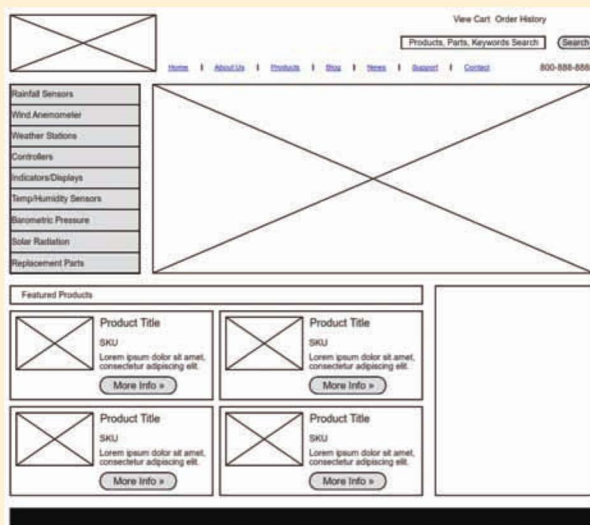 View Cart Order History
Products, Parts, Keywords Search Search
Home | About Us | Products | Blog | News | Support | Contact 800-888-888
Rainfall Sensors
Wind Anemometer
Weather Stations
Controllers
Indicators/Displays
Temp/Humidity Sensors
Barometric Pressure
Solar Radiation
Replacement Parts
Featured Products
Product Title
SKU
Lorem ipsum dolor sit amet,
consectetur adipiscing elit.
More Info »
Product Title
SKU
Lorem ipsum dolor sit amet,
consectetur adipiscing elit.
More Info »
Product Title
SKU
Lorem ipsum dolor sit amet,
consectetur adipiscing elit.
More Info »
Product Title
SKU
Lorem ipsum dolor sit amet,
consectetur adipiscing elit.
More Info »